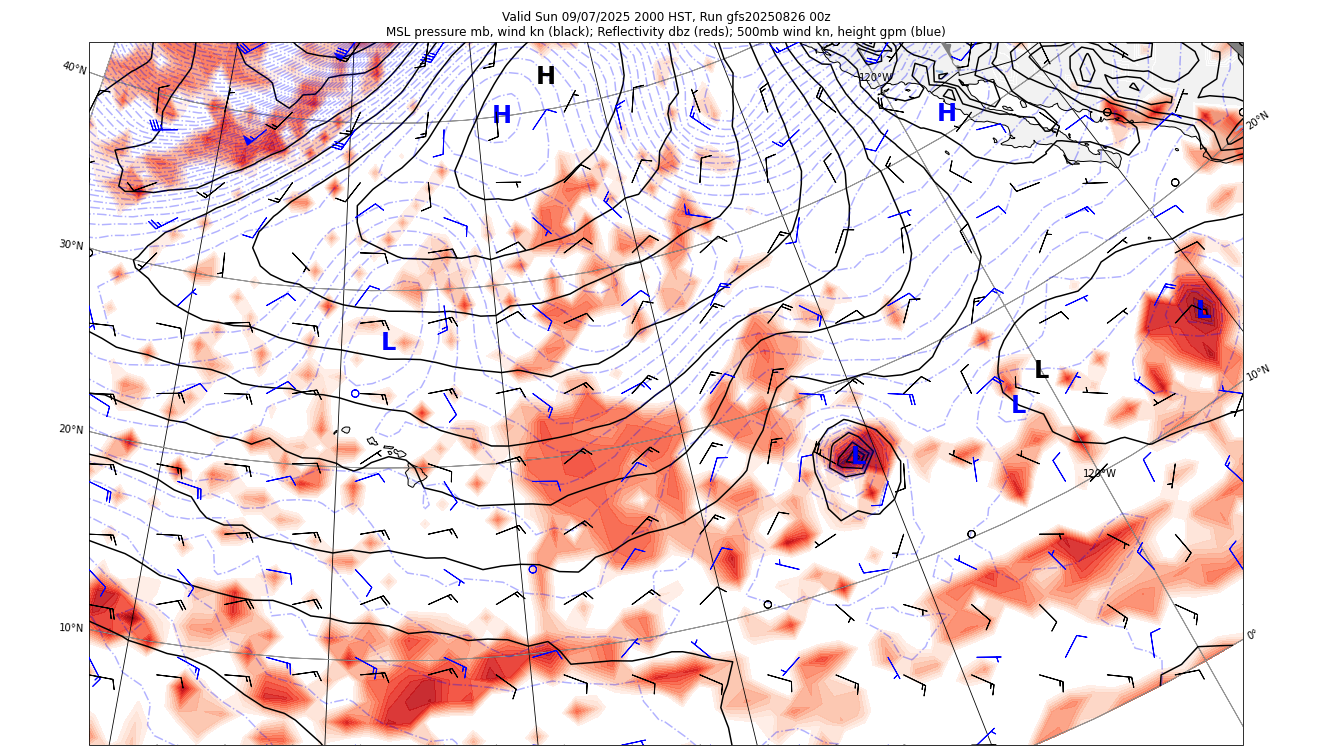 Valid Sun 09/07/2025 2000 HST, Run gfs20250826 00z
MSL pressure mb, wind kn (black); Reflectivity dbz (reds); 500mb wind kn, height gpm (blue)
40°N
H
H
120°W
H
20°N
30°N
L
L
L
10°N
L
20°N
L
120°W
10°N
0°